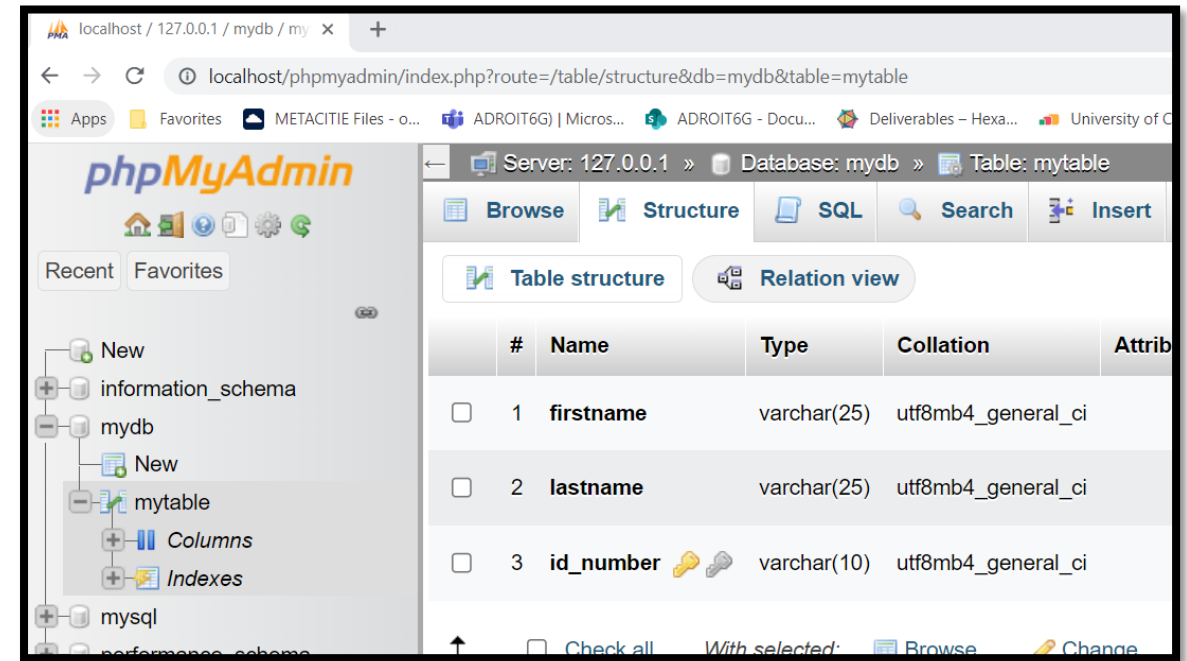 localhost / 127.0.0.1 / mydb / my
localhost/phpmyadmin/index.php?route=/table/structure&db=mydb&table=mytable
Apps Favorites METACITIE Files - o... ADROIT6G) | Micros... ADROIT6G - Docu... Deliverables – Hexa... University of C
phpMyAdmin
Recent Favorites
New
information_schema
mydb
New
mytable
Columns
Indexes
mysql
performance_schema
Server: 127.0.0.1 » Database: mydb » Table: mytable
Browse Structure SQL Search Insert
Table structure Relation view
# Name Type Collation Attrib
1 firstname varchar(25) utf8mb4_general_ci
2 lastname varchar(25) utf8mb4_general_ci
3 id_number varchar(10) utf8mb4_general_ci
Check all With selected: Browse Change